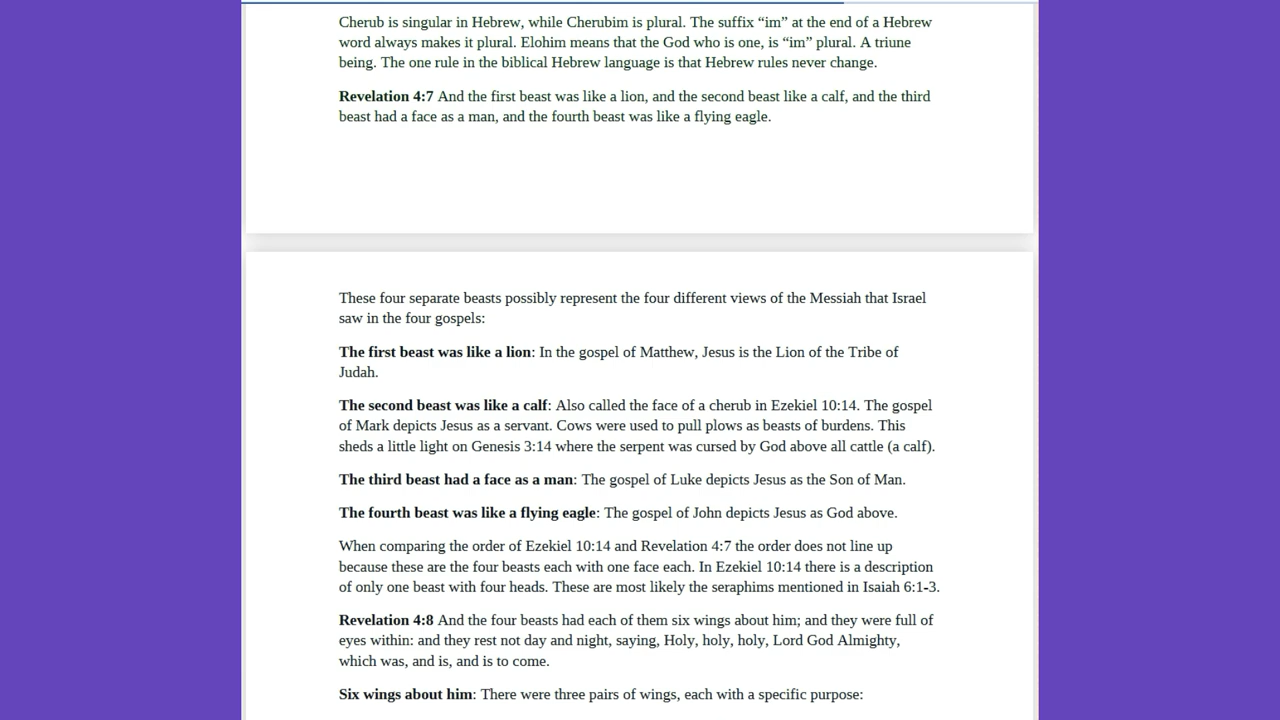 Cherub is singular in Hebrew, while Cherubim is plural. The suffix “im” at the end of a Hebrew
word always makes it plural. Elohim means that the God who is one, is “im” plural. A triune
being. The one rule in the biblical Hebrew language is that Hebrew rules never change.
Revelation 4:7 And the first beast was like a lion, and the second beast like a calf, and the third
beast had a face as a man, and the fourth beast was like a flying eagle.
These four separate beasts possibly represent the four different views of the Messiah that Israel
saw in the four gospels:
The first beast was like a lion: In the gospel of Matthew, Jesus is the Lion of the Tribe of
Judah.
The second beast was like a calf: Also called the face of a cherub in Ezekiel 10:14. The gospel
of Mark depicts Jesus as a servant. Cows were used to pull plows as beasts of burdens. This
sheds a little light on Genesis 3:14 where the serpent was cursed by God above all cattle (a calf).
The third beast had a face as a man: The gospel of Luke depicts Jesus as the Son of Man.
The fourth beast was like a flying eagle: The gospel of John depicts Jesus as God above.
When comparing the order of Ezekiel 10:14 and Revelation 4:7 the order does not line up
because these are the four beasts each with one face each. In Ezekiel 10:14 there is a description
of only one beast with four heads. These are most likely the seraphims mentioned in Isaiah 6:1-3.
Revelation 4:8 And the four beasts had each of them six wings about him; and they were full of
eyes within: and they rest not day and night, saying, Holy, holy, holy, Lord God Almighty,
which was, and is, and is to come.
Six wings about him: There were three pairs of wings, each with a specific purpose: